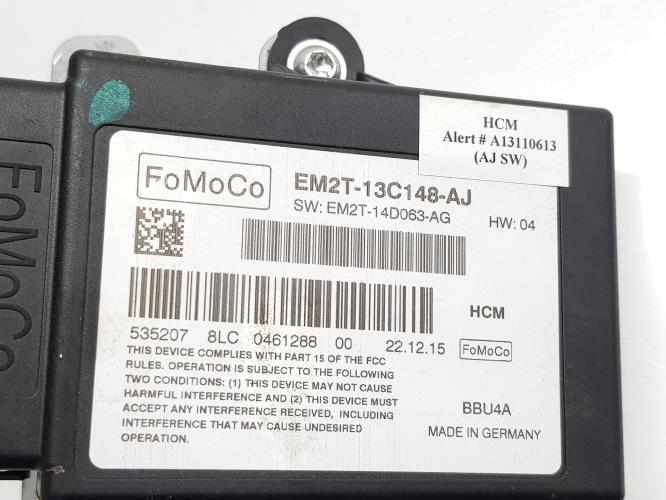 HCM
Alert # A13110613
(AJ SW)
FoMoCo
EM2T-13C148-AJ
SW: EM2T-14D063-AG
HW: 04
HCM
535207 8LC 0461288 00 22.12.15
FoMoCo
THIS DEVICE COMPLIES WITH PART 15 OF THE FCC
RULES. OPERATION IS SUBJECT TO THE FOLLOWING
TWO CONDITIONS: (1) THIS DEVICE MAY NOT CAUSE
HARMFUL INTERFERENCE AND (2) THIS DEVICE MUST
ACCEPT ANY INTERFERENCE RECEIVED, INCLUDING
INTERFERENCE THAT MAY CAUSE UNDESIRED
OPERATION.
BBU4A
MADE IN GERMANY
FoMoCo